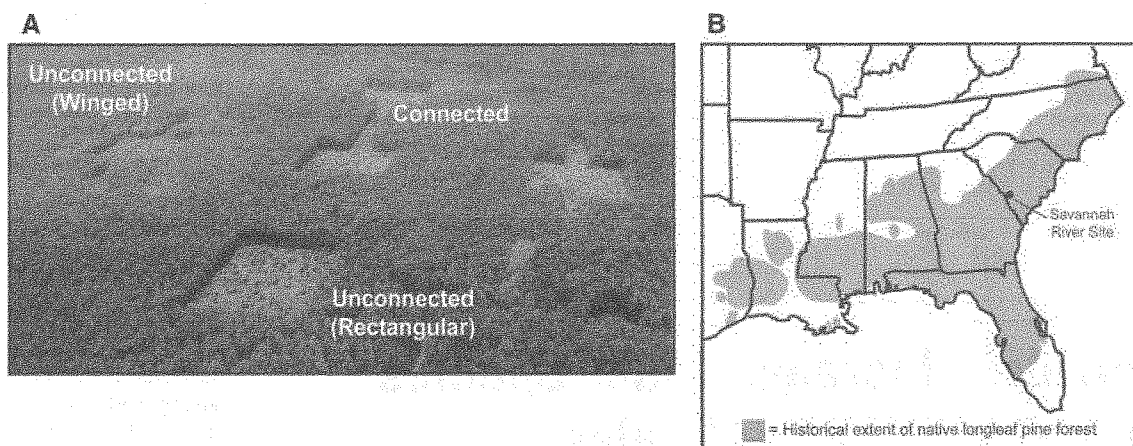 A
Unconnected
(Winged)
Connected
Unconnected
(Rectangular)
B
Savannah
River Site
= Historical extent of native longleaf pine forest